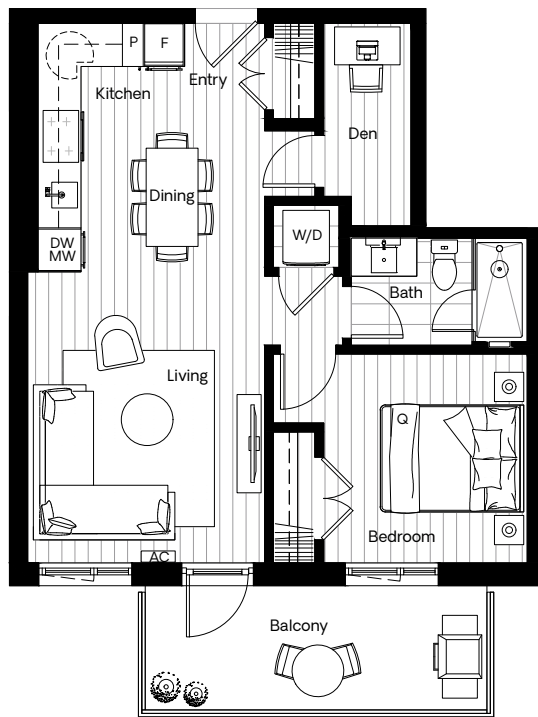 P
F
Entry
Kitchen
Den
Dining
W/D
DW
MW
Bath
Living
Q
Bedroom
AC
Balcony